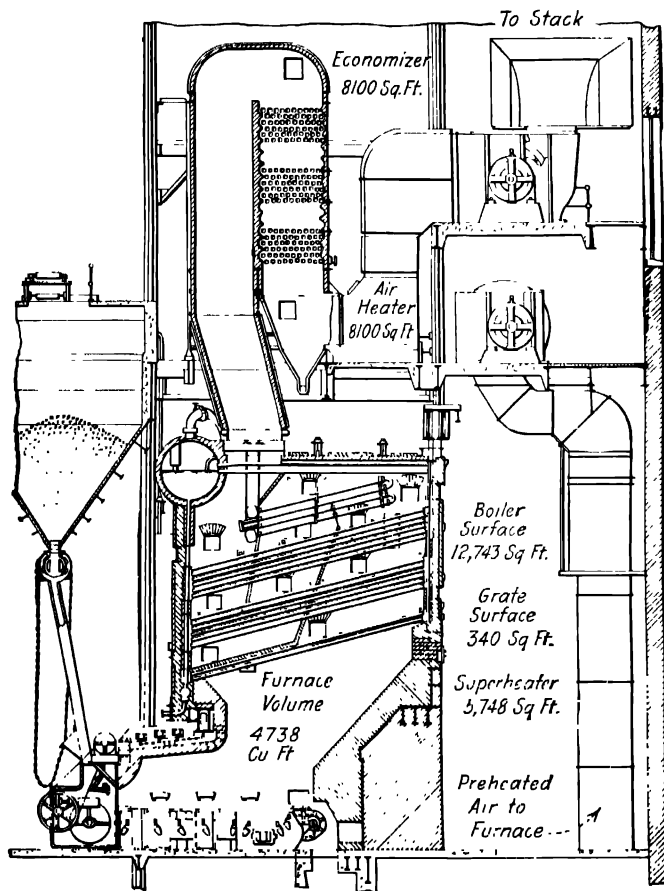 To Stack
Economizer
8100 Sq. Ft.
Air
Heater
8100 Sq Ft
Boiler
Surface
12,743 Sq Ft.
Grate
Surface
340 Sq Ft.
Superheater
5,748 Sq Ft.
Furnace
Volume
4738
Cu Ft
Preheated
Air to
Furnace